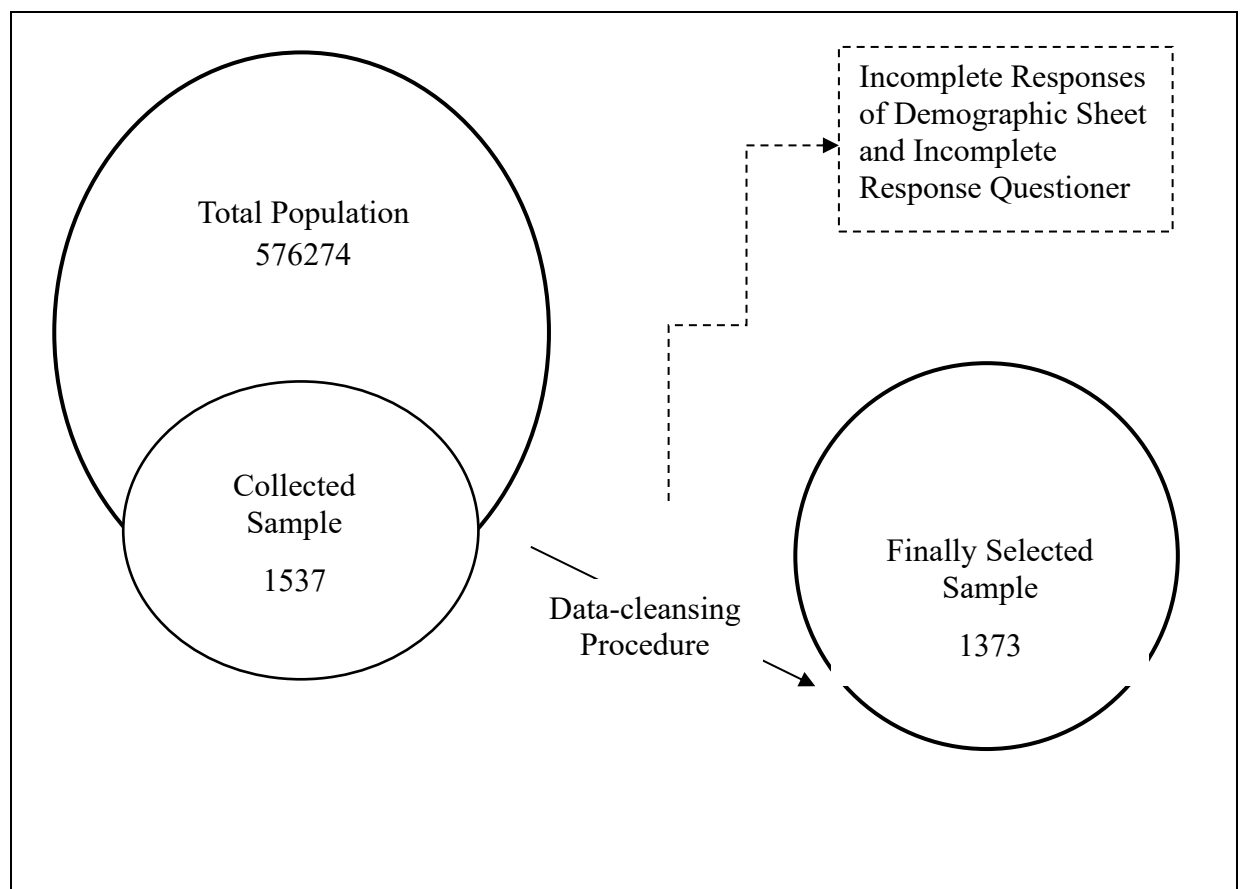 Total Population
576274
Collected
Sample
1537
Incomplete Responses
of Demographic Sheet
and Incomplete
Response Questioner
Data-cleansing
Procedure
Finally Selected
Sample
1373